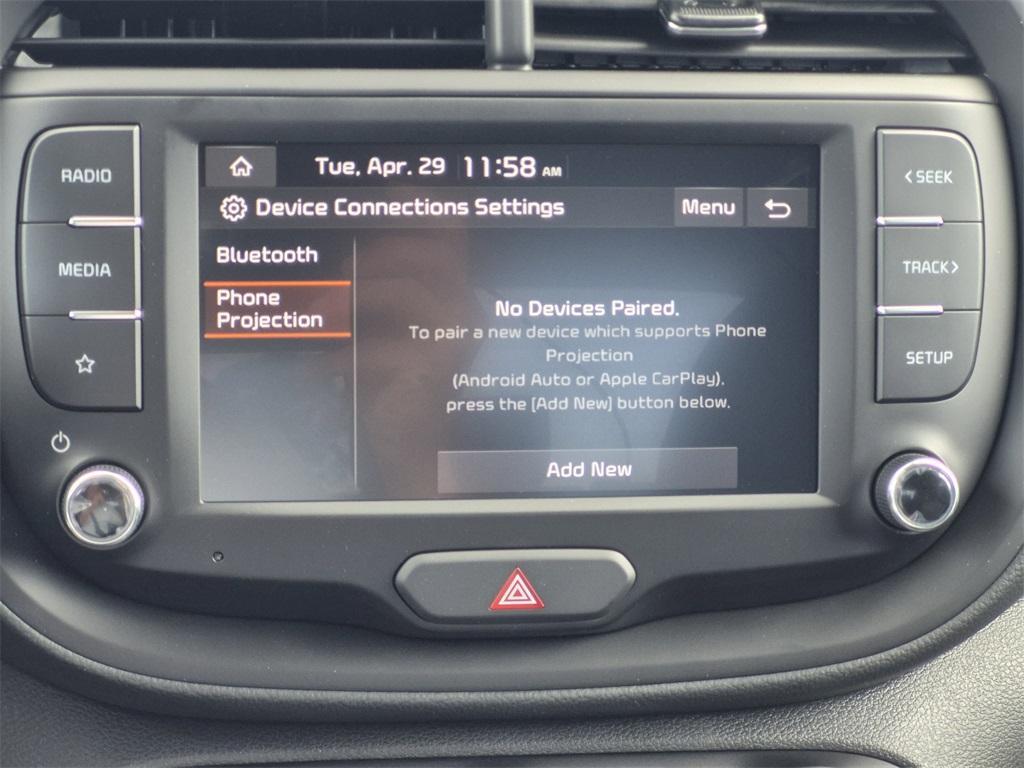 RADIO
MEDIA
Tue, Apr. 29 11:58 AM
Device Connections Settings
Menu
Bluetooth
Phone
Projection
No Devices Paired.
To pair a new device which supports Phone
Projection
(Android Auto or Apple CarPlay),
press the [Add New] button below.
Add New
< SEEK
TRACK >
SETUP